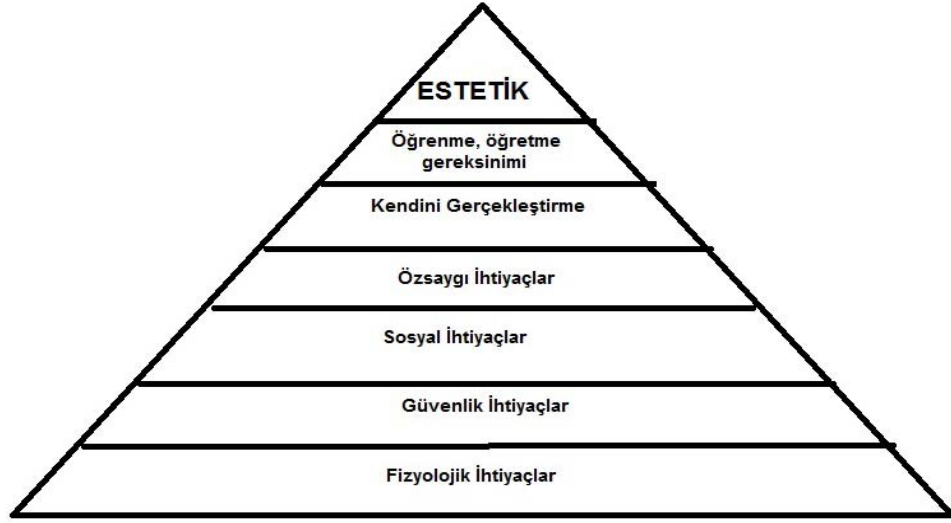 ESTETİK
Öğrenme, öğretme
gereksinimi
Kendini Gerçekleştirme
Özsaygı İhtiyaçlar
Sosyal İhtiyaçlar
Güvenlik İhtiyaçlar
Fizyolojik İhtiyaçlar